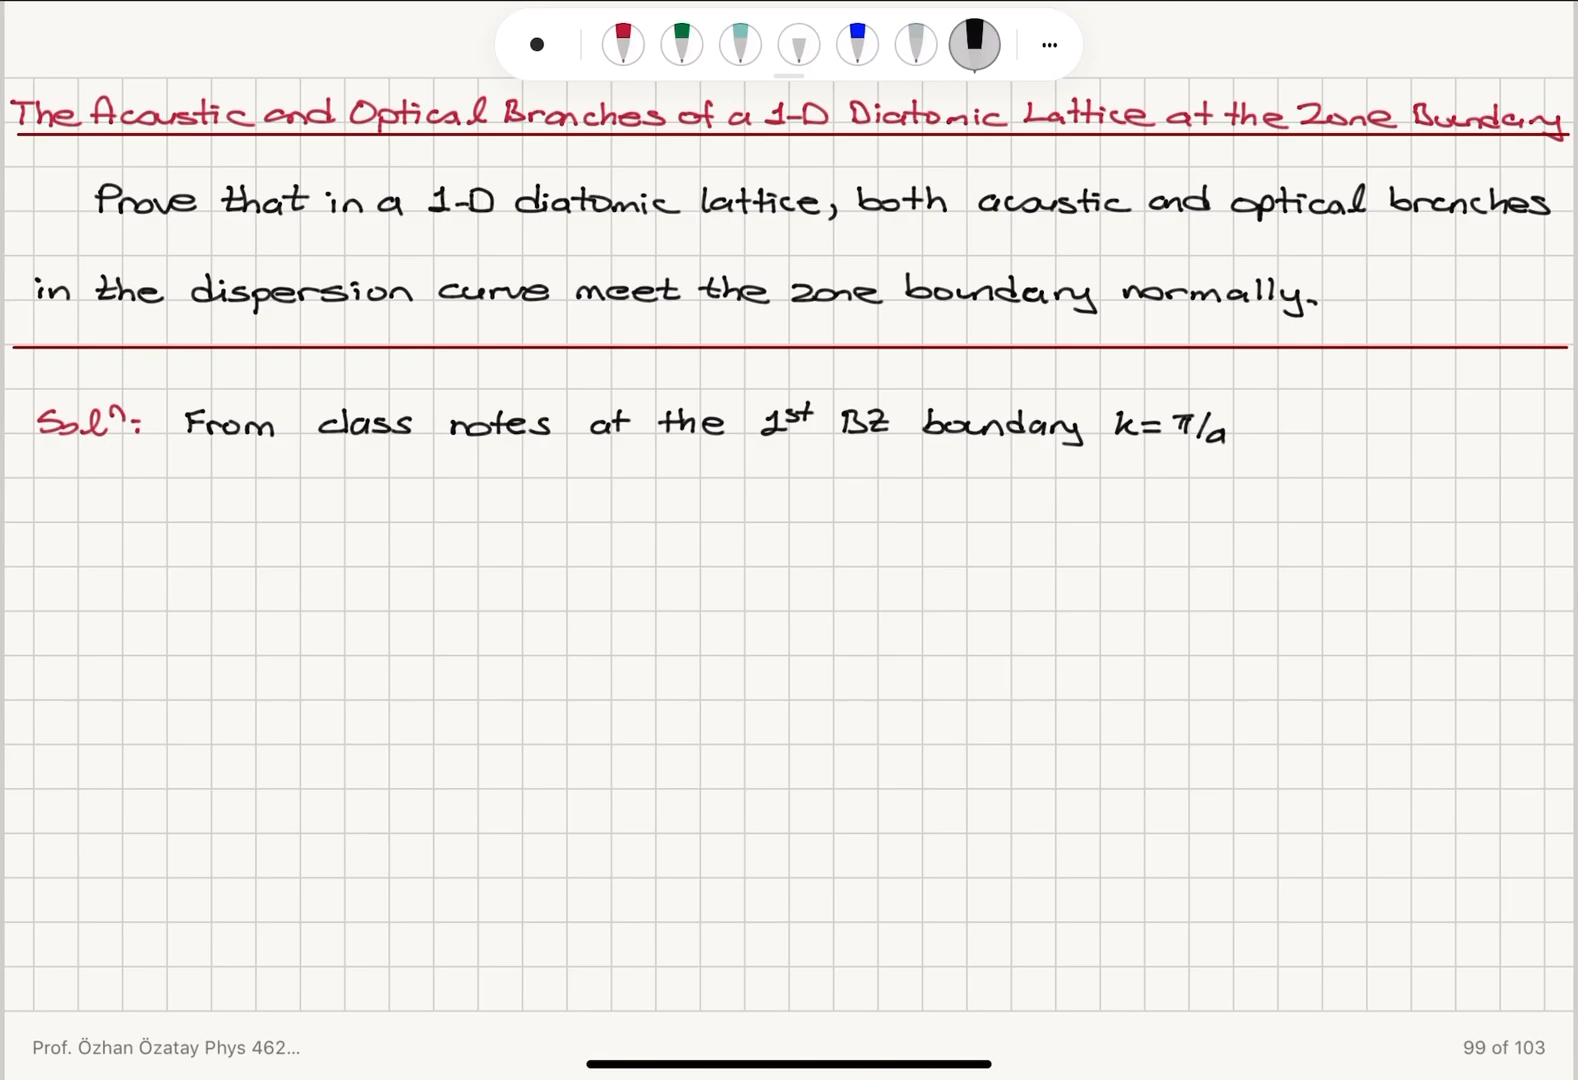 The Acoustic and Optical Branches of a 1-D Diatomic Lattice at the Zone Bundary
Prove that in a 1-D diatomic lattice, both acoustic and optical branches
in the dispersion curve meet the zone boundary normally.
Solⁿ: From class notes at the 1st BZ boundary k = π/a
Prof. Özhan Özatay Phys 462...
99 of 103